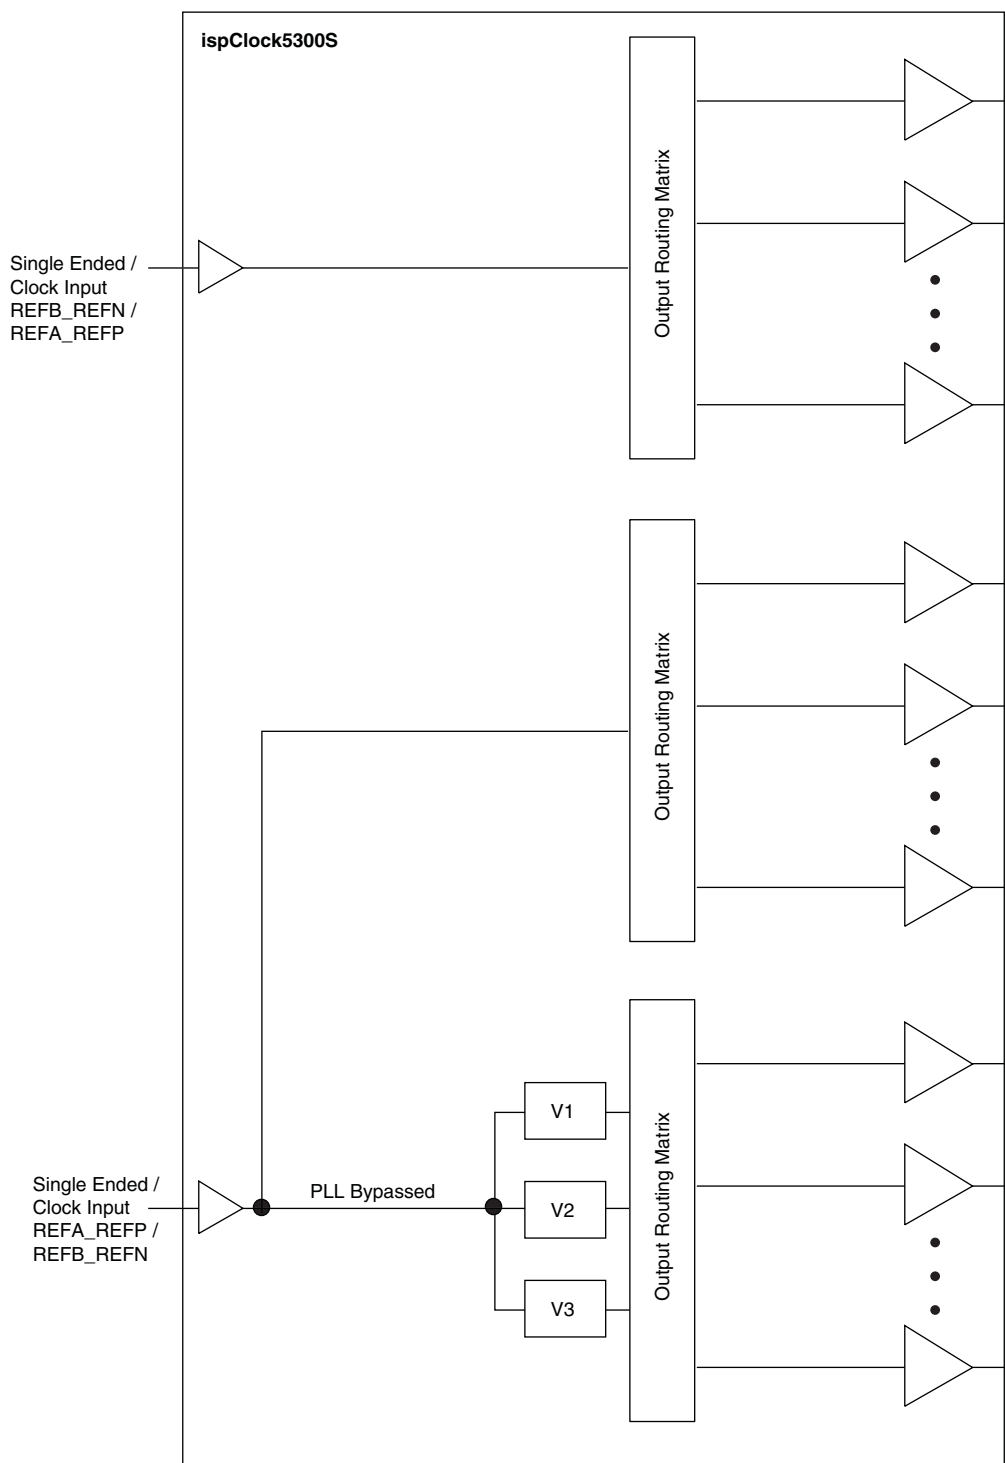 ispClock5300S
Output Routing Matrix
Single Ended /
Clock Input
REFB_REFN /
REFA_REFP
Output Routing Matrix
V1
Output Routing Matrix
Single Ended /
Clock Input
REFA_REFP /
REFB_REFN
PLL Bypassed
V2
V3